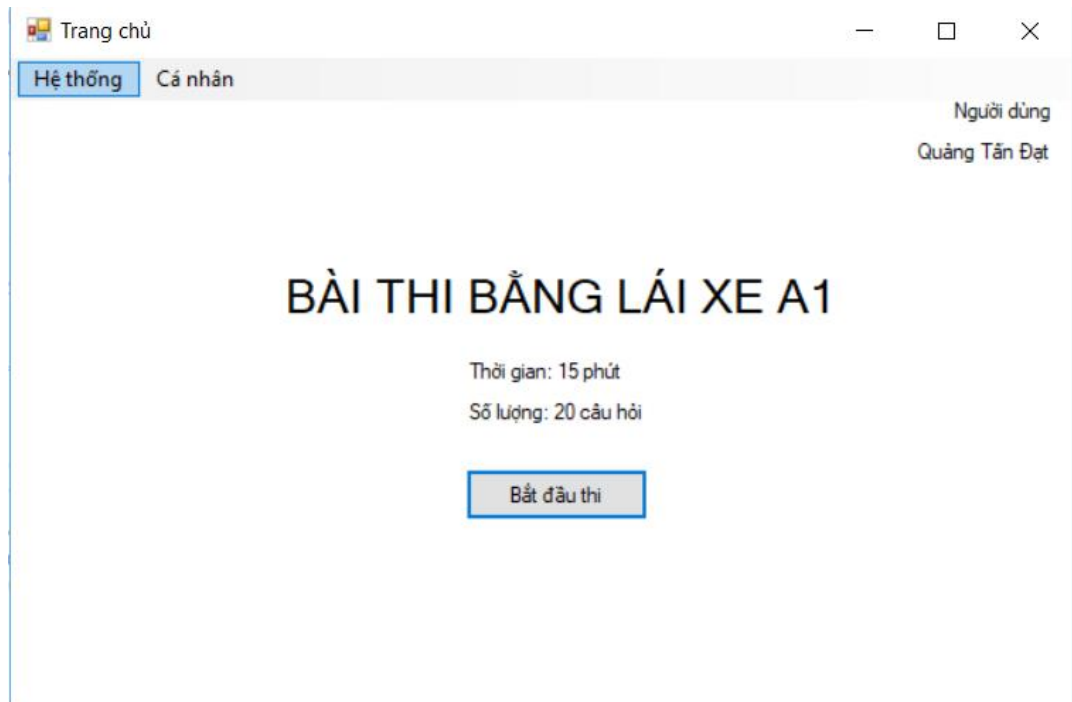 Trang chủ
Hệ thống Cá nhân
Người dùng
Quảng Tấn Đạt
BÀI THI BẰNG LÁI XE A1
Thời gian: 15 phút
Số lượng: 20 câu hỏi
Bắt đầu thi